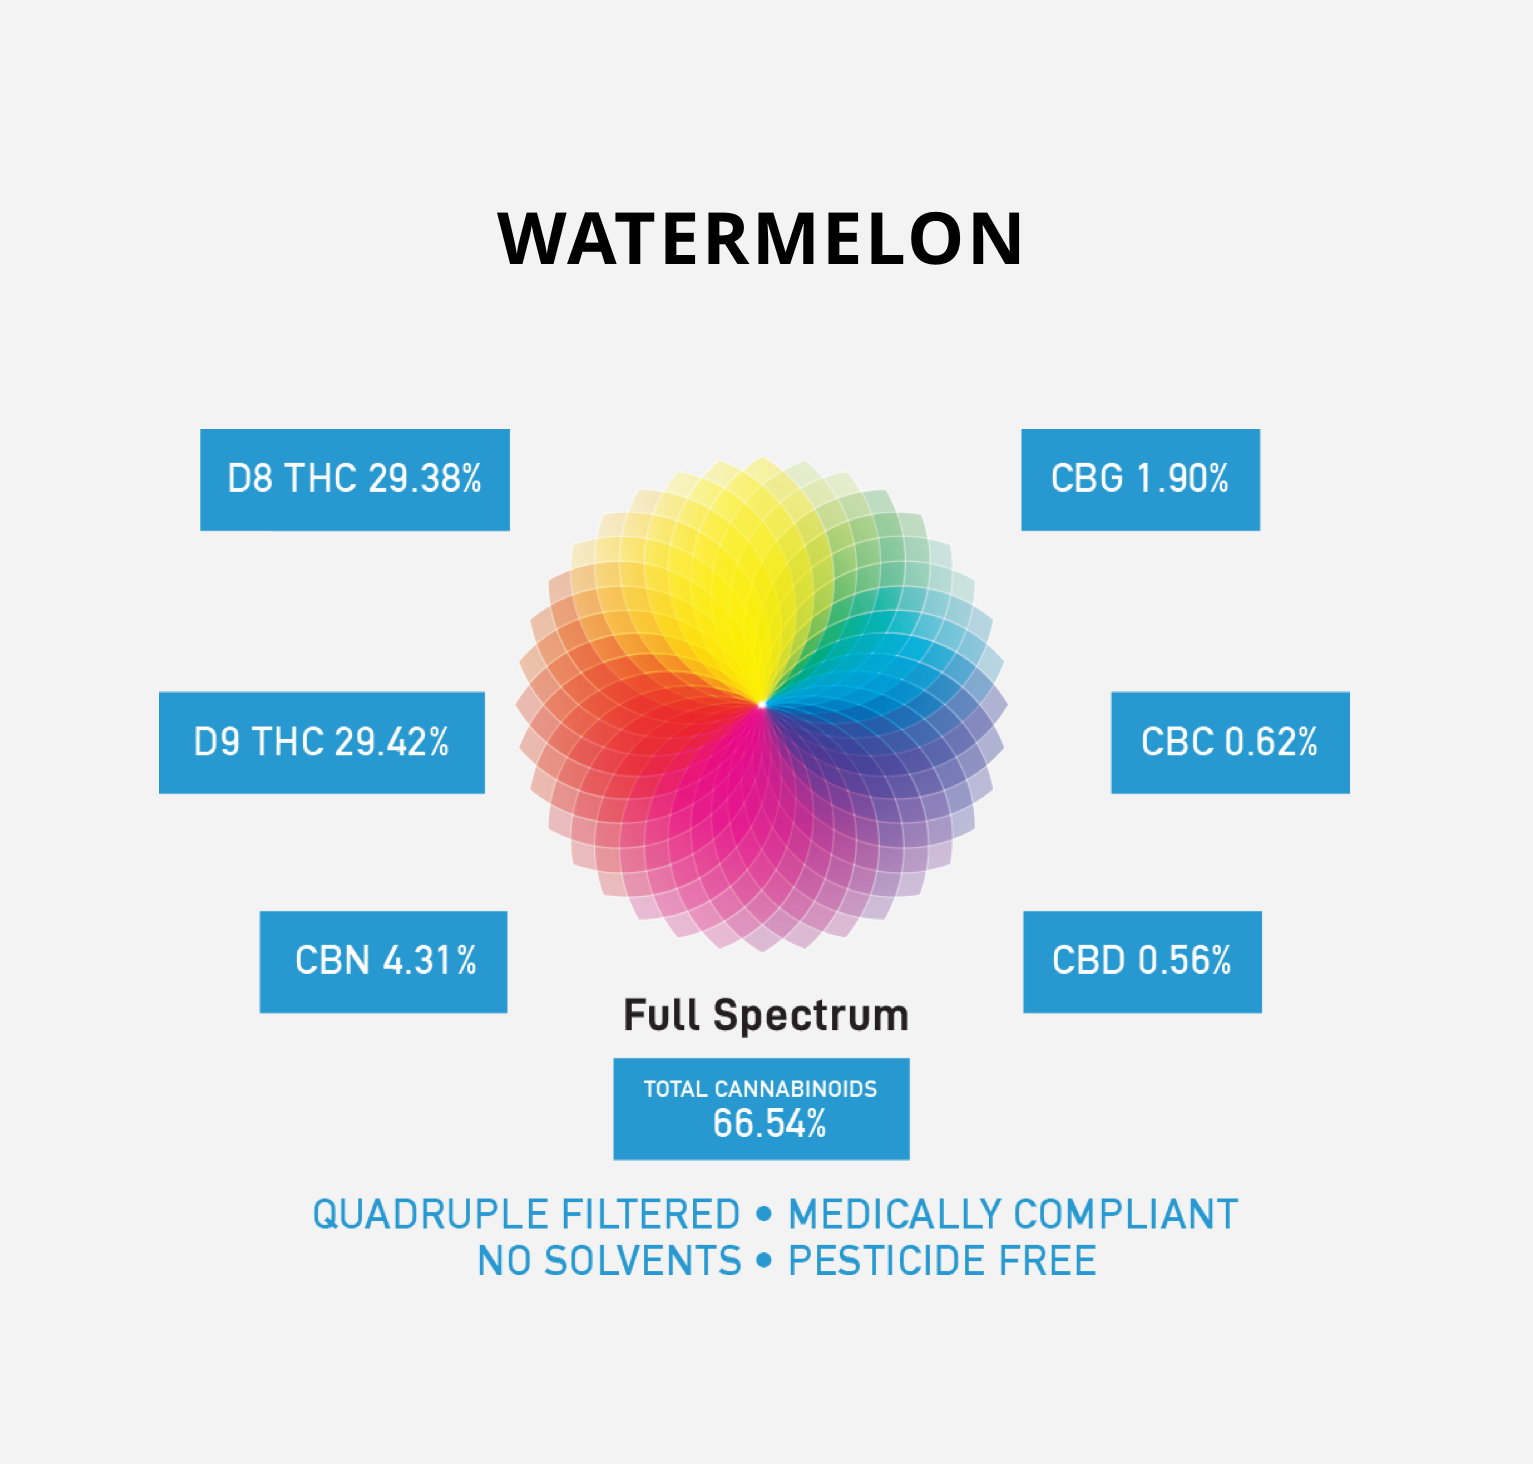 WATERMELON
D8 THC 29.38%
CBG 1.90%
D9 THC 29.42%
CBC 0.62%
CBN 4.31%
CBD 0.56%
Full Spectrum
TOTAL CANNABINOIDS
66.54%
QUADRUPLE FILTERED • MEDICALLY COMPLIANT
NO SOLVENTS • PESTICIDE FREE